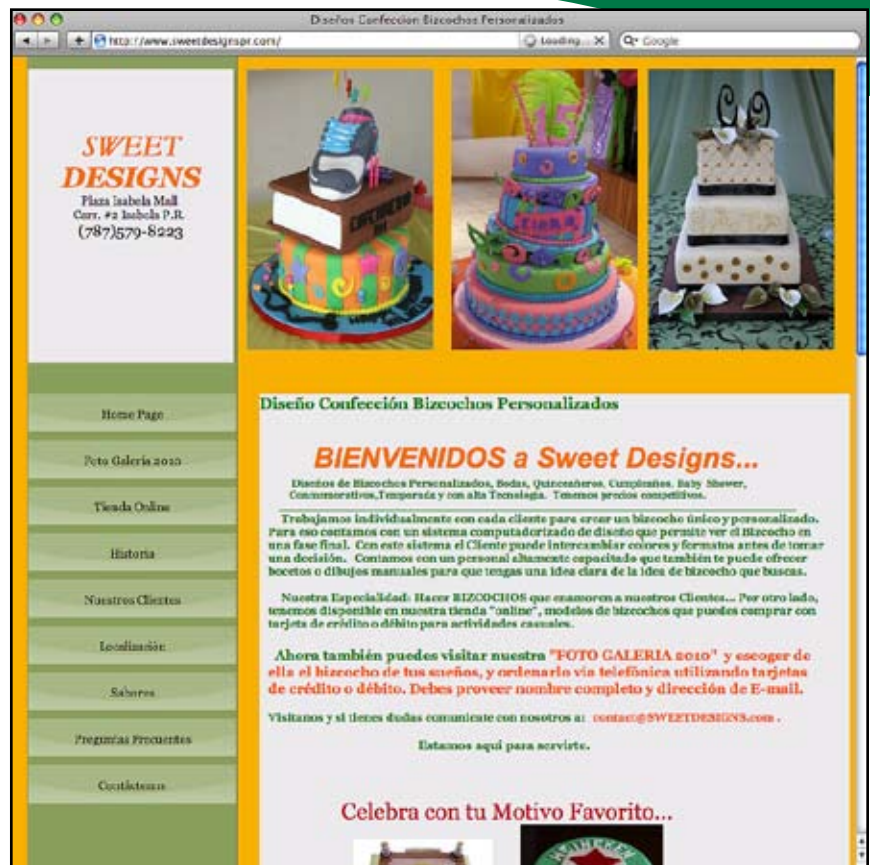 Diseños Confeccion Bizcochos Personalizados
http://www.sweetdesignspr.com/
Loading...
Google
SWEET
DESIGNS
Plaza Isabela Mall
Carr. #2 Isabela P.R.
(787)579-8223
15
Home Page
Foto Galería 2010
Tienda Online
Historia
Nuestros Clientes
Localización
Sabores
Preguntas Frecuentes
Contáctenos
Diseño Confección Bizcochos Personalizados
BIENVENIDOS a Sweet Designs...
Diseños de Bizcochos Personalizados, Bodas, Quinceañeros, Cumpleaños, Baby Shower,
Conmemorativos,Temporada y con alta Tecnología. Tenemos precios competitivos.
Trabajamos individualmente con cada cliente para crear un bizcocho único y personalizado.
Para eso contamos con un sistema computadorizado de diseño que permite ver el Bizcocho en
una fase final. Con este sistema el Cliente puede intercambiar colores y formatos antes de tomar
una decisión. Contamos con un personal altamente capacitado que también te puede ofrecer
bocetos o dibujos manuales para que tengas una idea clara de la idea de bizcocho que buscas.
Nuestra Especialidad: Hacer BIZCOCHOS que enamoren a nuestros Clientes... Por otro lado,
tenemos disponible en nuestra tienda "online", modelos de bizcochos que puedes comprar con
tarjeta de crédito o débito para actividades casuales.
Ahora también puedes visitar nuestra "FOTO GALERIA 2010" y escoger de
ella el bizcocho de tus sueños, y ordenarlo vía telefónica utilizando tarjetas
de crédito o débito. Debes proveer nombre completo y dirección de E-mail.
Visítanos y si tienes dudas comunícate con nosotros a: contact@SWEETDESIGNS.com .
Estamos aquí para servirte.
Celebra con tu Motivo Favorito...
HEINEKEN